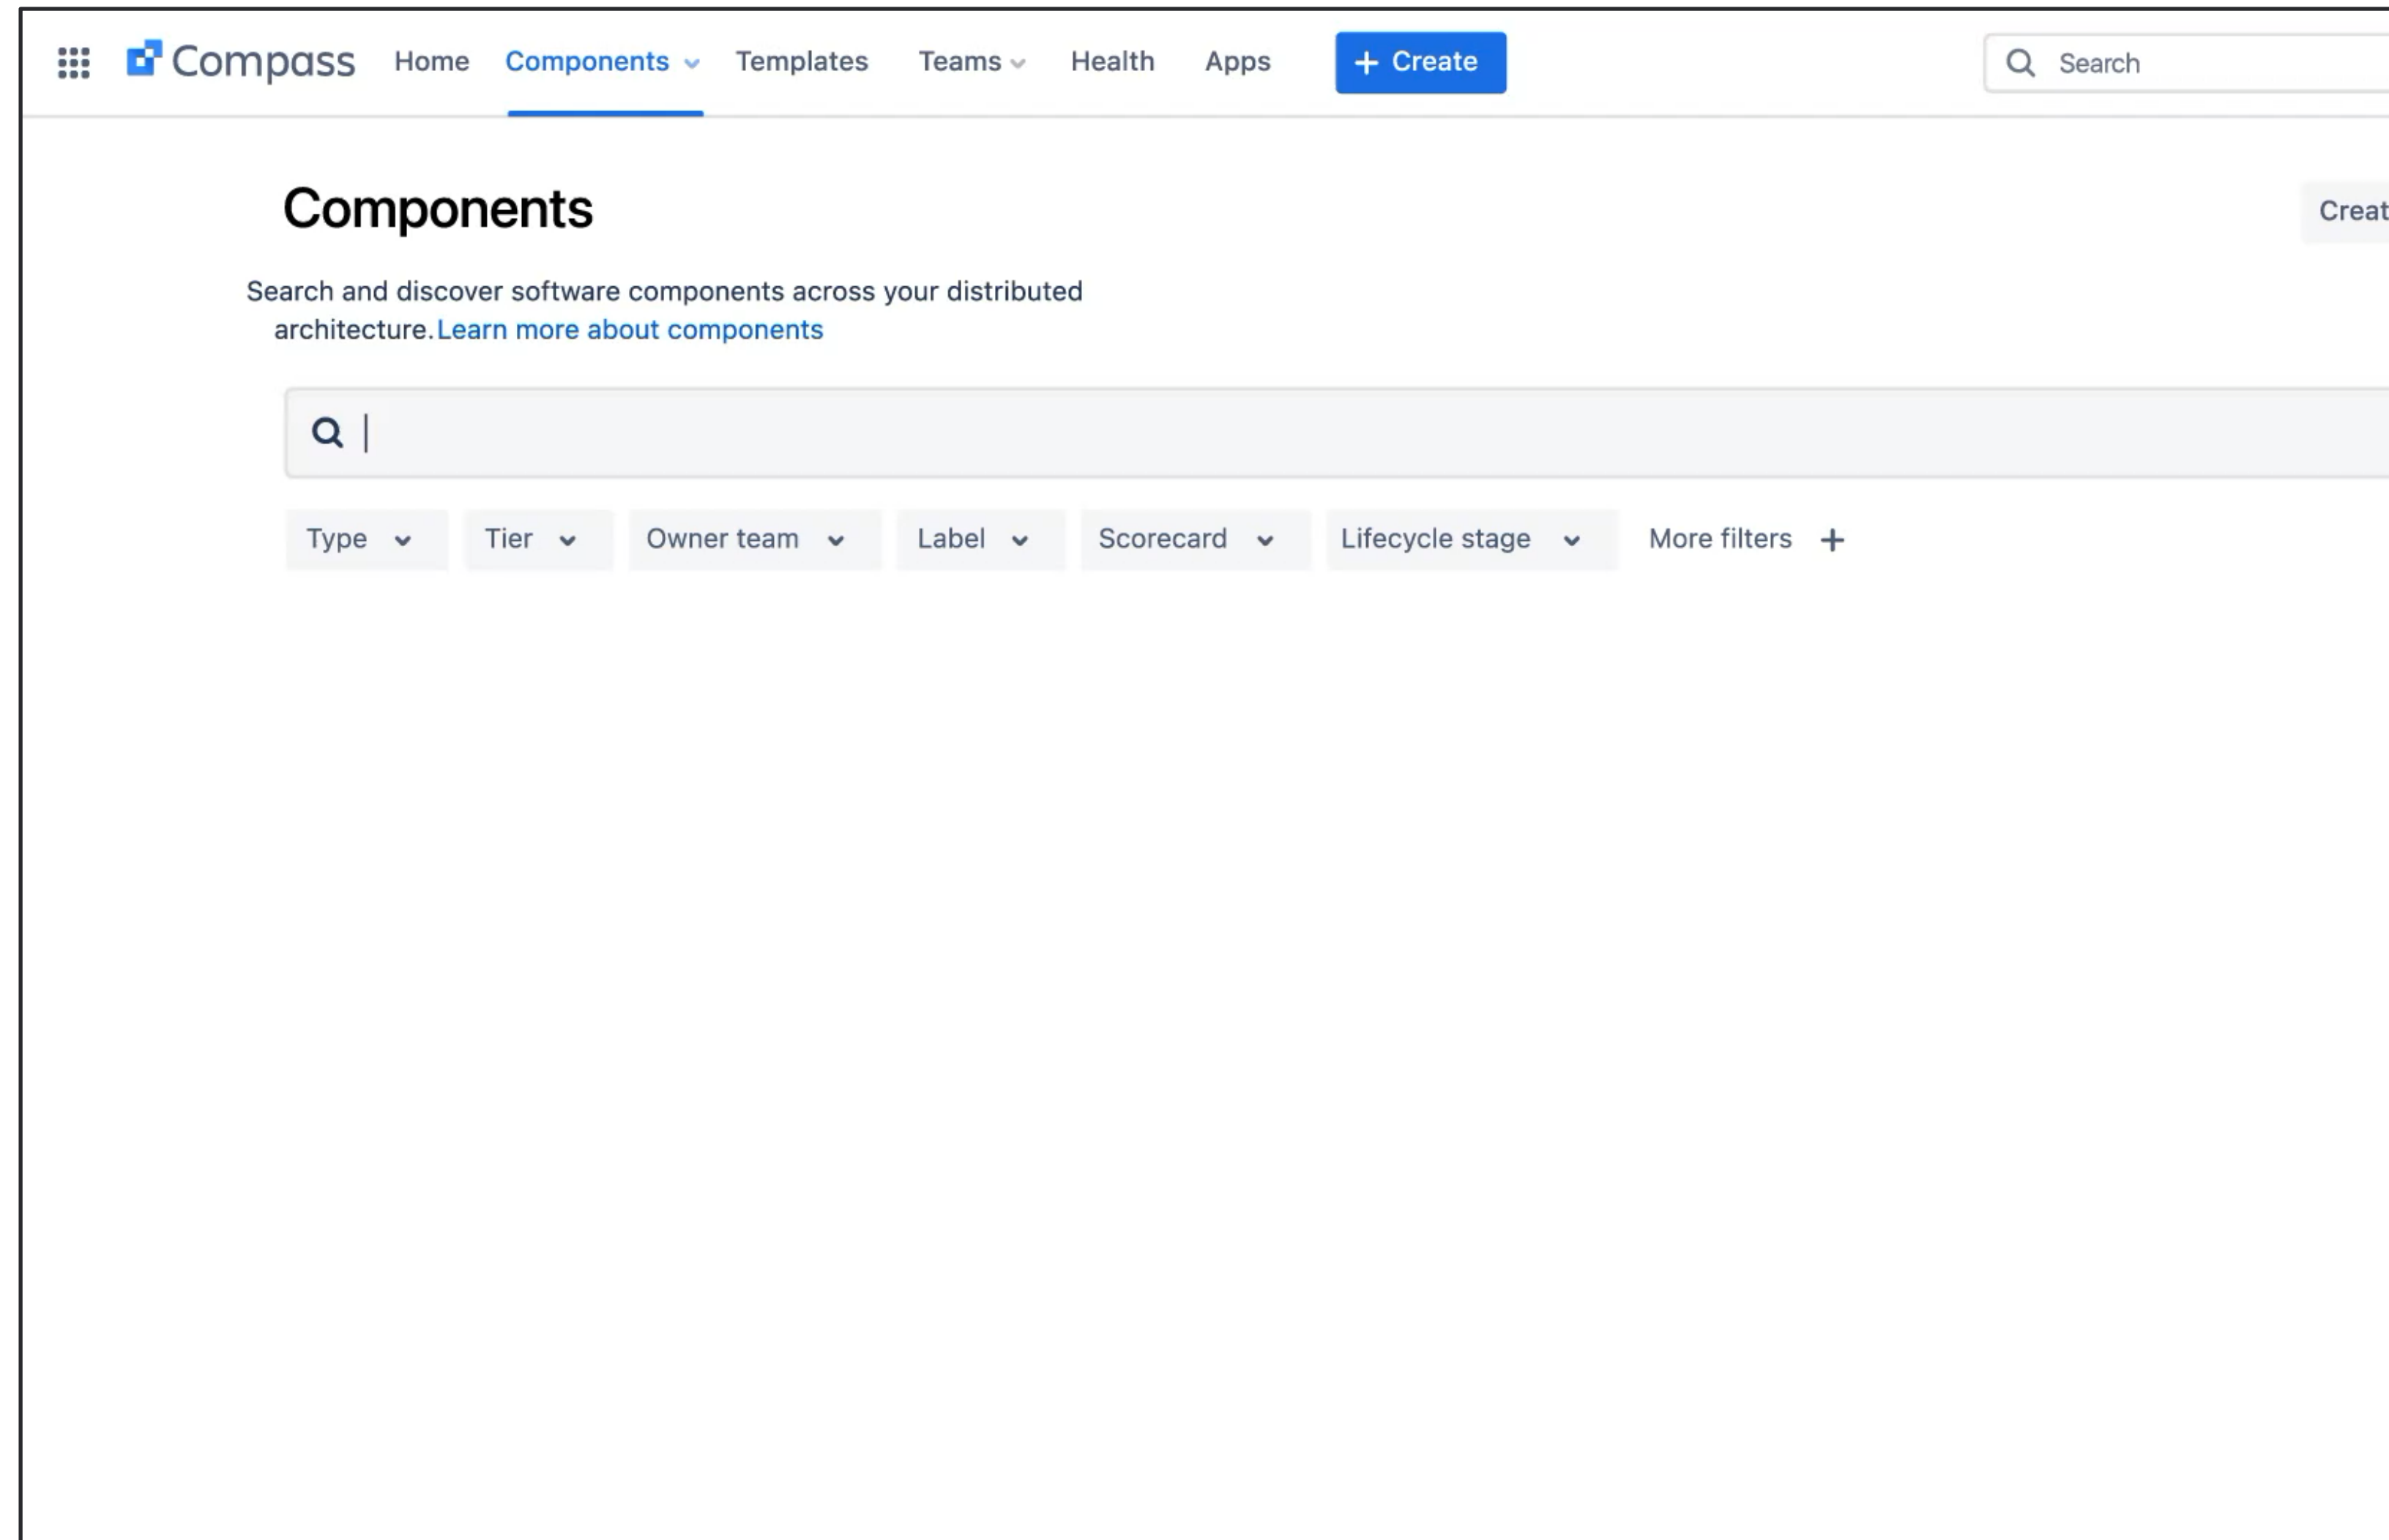 Compass Home Components Templates Teams Health Apps + Create Search
Components
Creat
Search and discover software components across your distributed
architecture. Learn more about components
Type Tier Owner team Label Scorecard Lifecycle stage More filters +